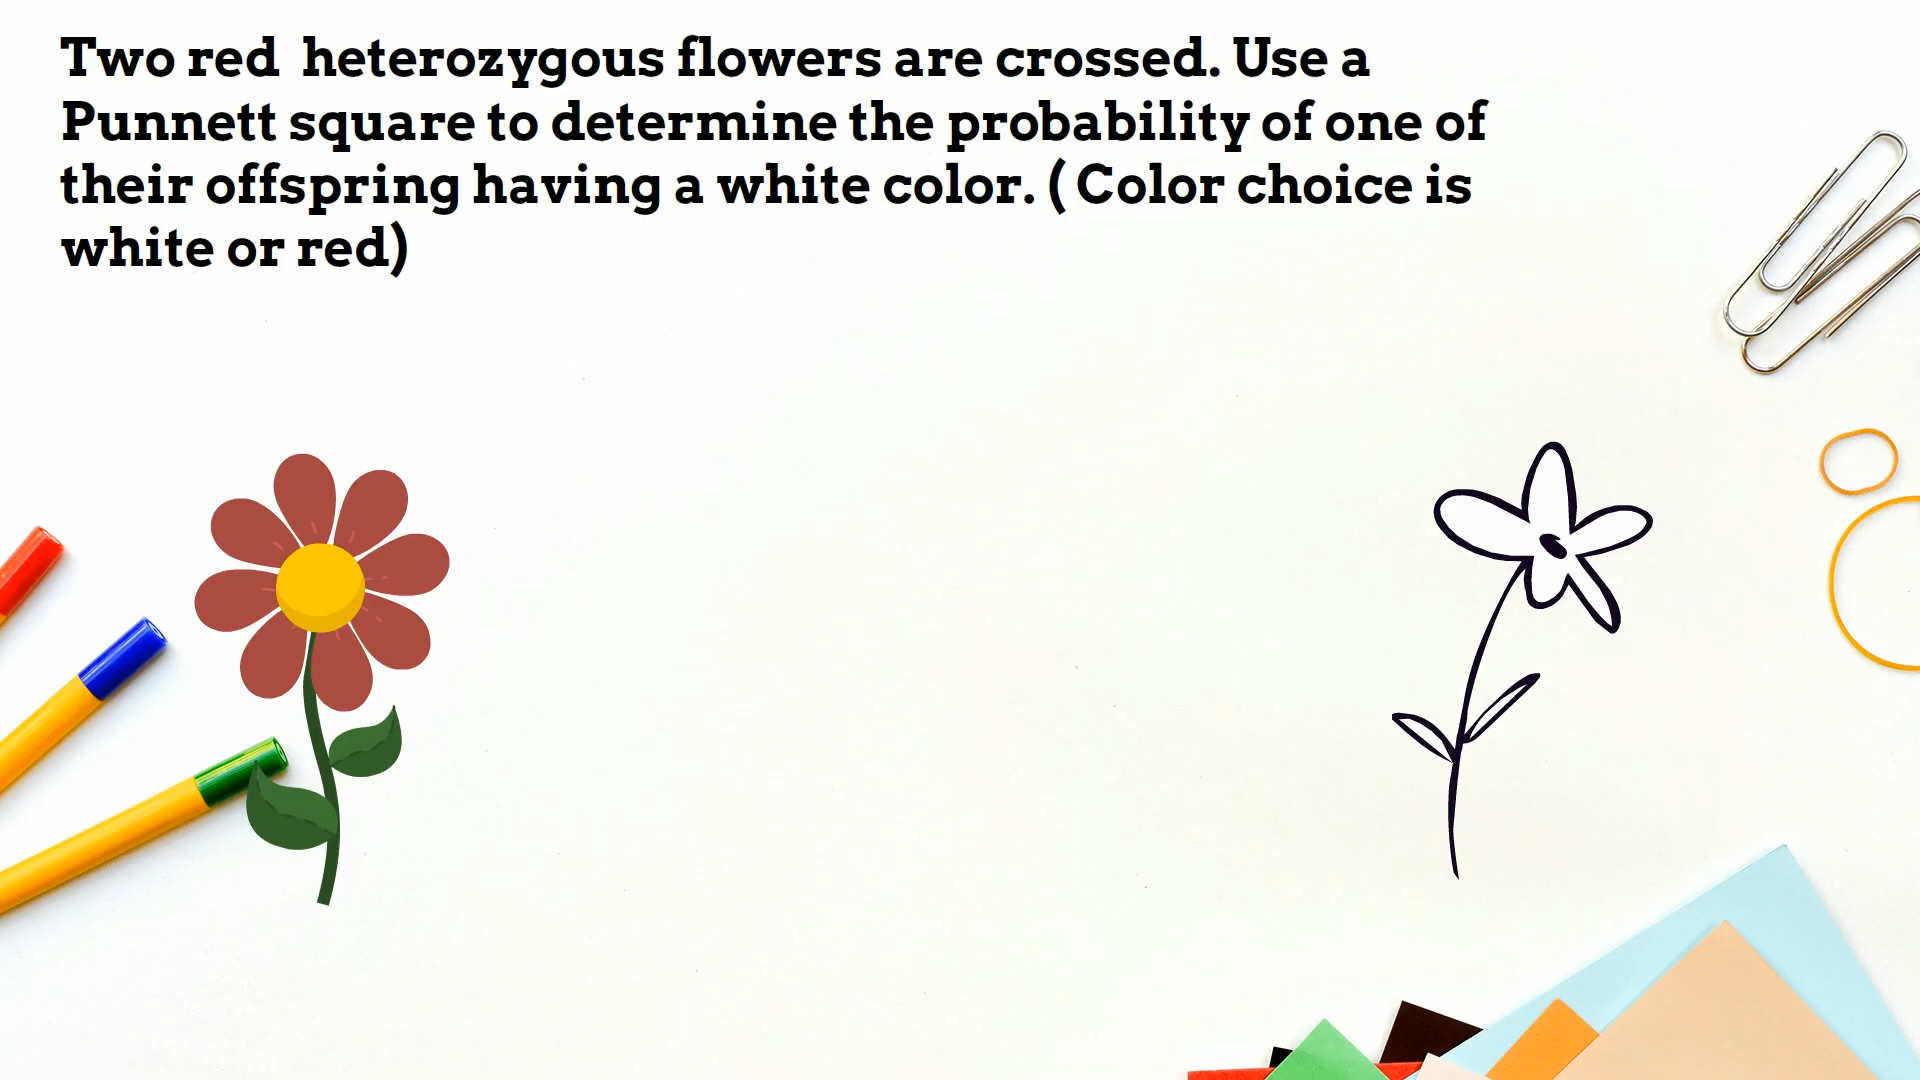 Two red  heterozygous flowers are crossed. Use a
Punnett square to determine the probability of one of
their offspring having a white color. ( Color choice is
white or red)